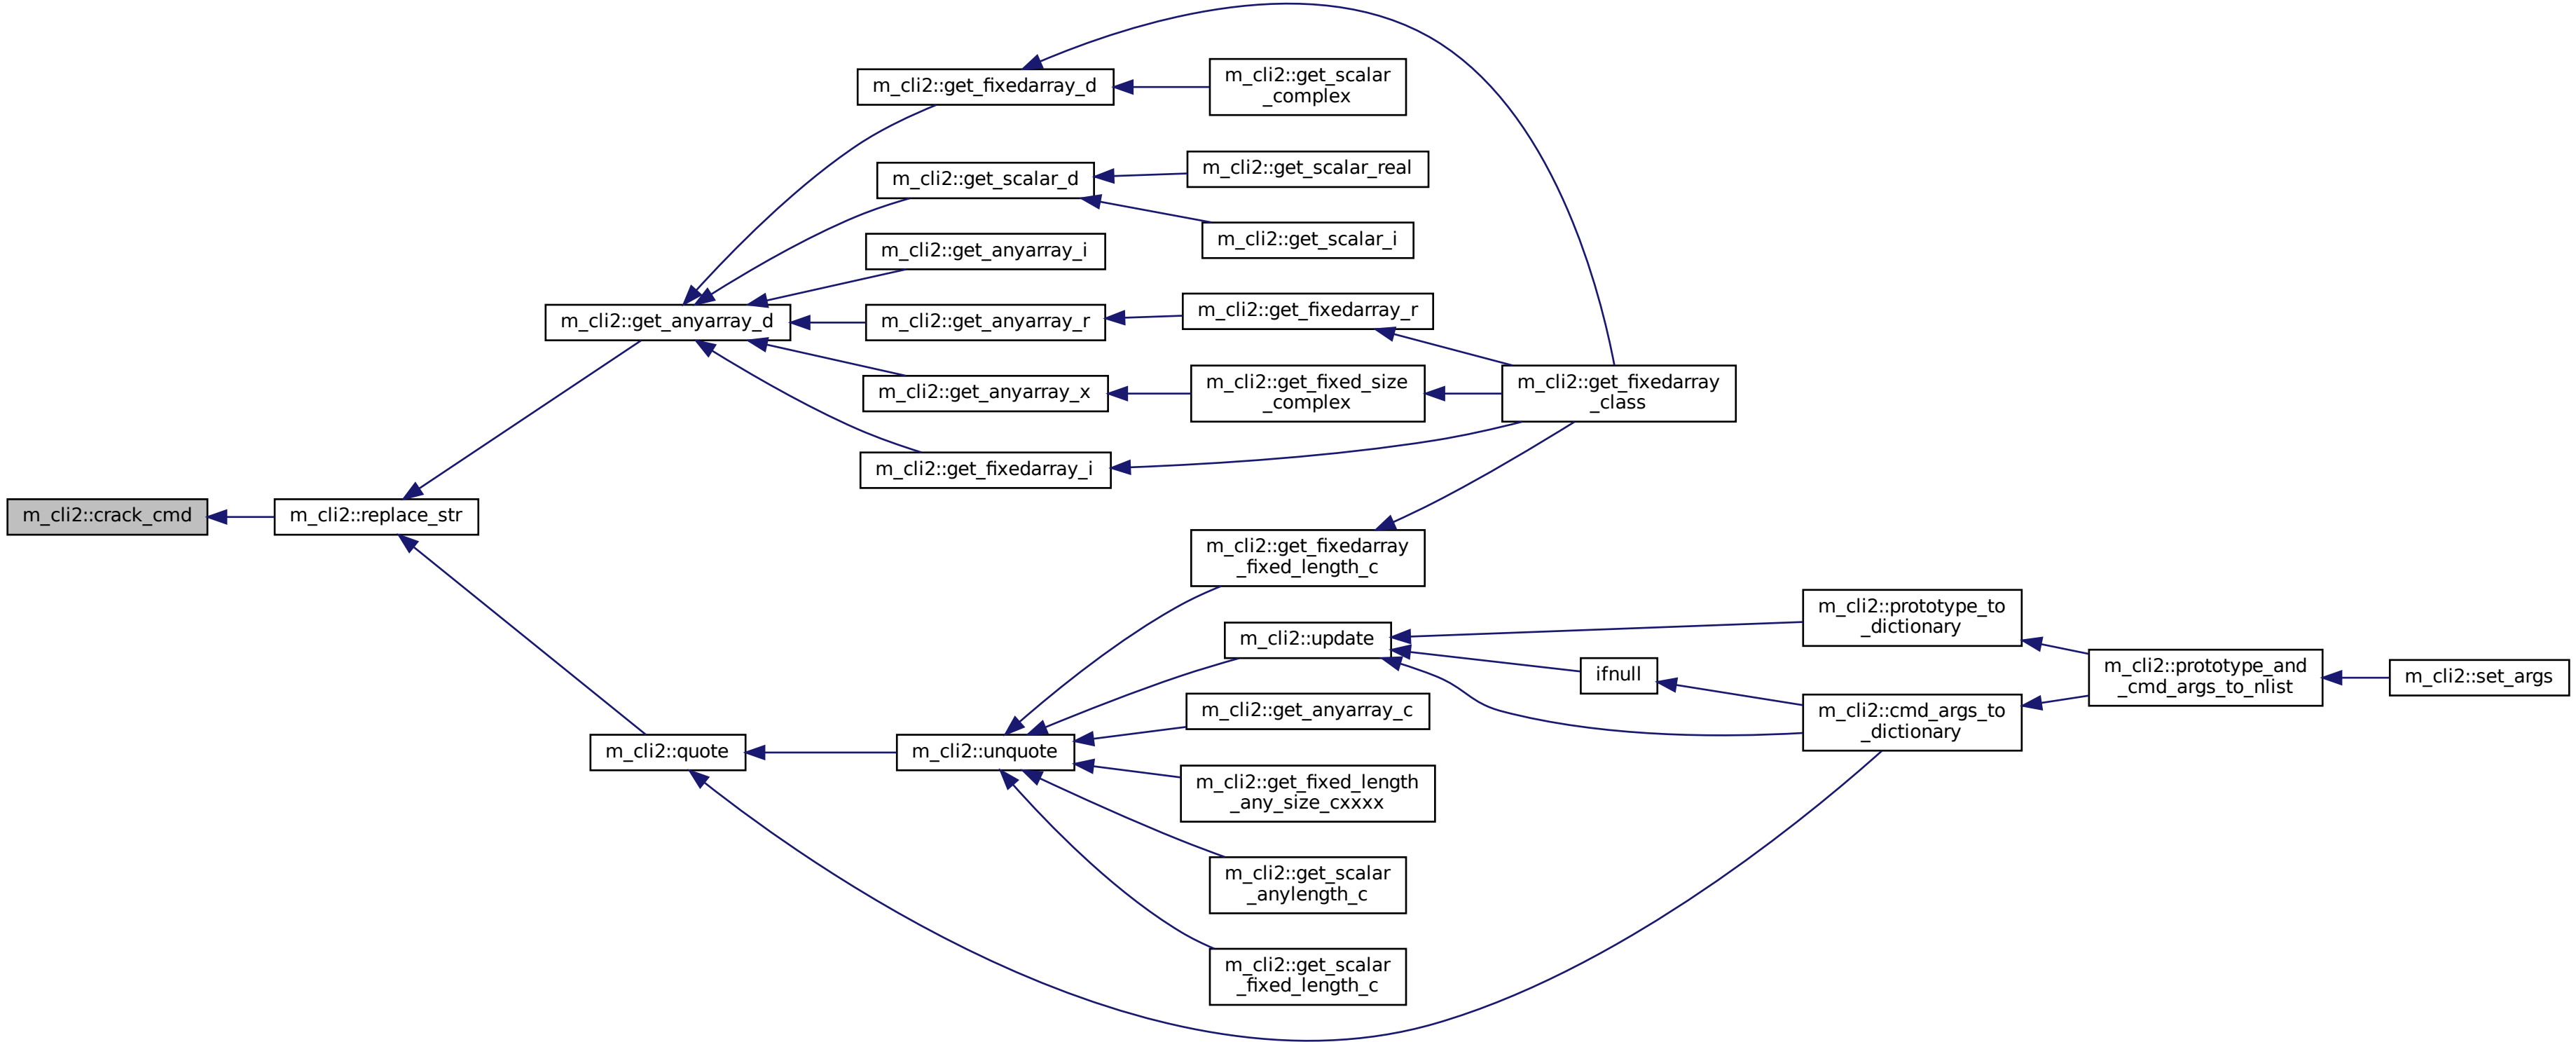 m_cli2::get_fixedarray_d
m_cli2::get_scalar
_complex
m_cli2::get_scalar_d
m_cli2::get_scalar_real
m_cli2::get_scalar_i
m_cli2::get_anyarray_i
m_cli2::get_anyarray_d
m_cli2::get_anyarray_r
m_cli2::get_fixedarray_r
m_cli2::get_anyarray_x
m_cli2::get_fixed_size
_complex
m_cli2::get_fixedarray
_class
m_cli2::get_fixedarray_i
m_cli2::crack_cmd
m_cli2::replace_str
m_cli2::get_fixedarray
_fixed_length_c
m_cli2::update
m_cli2::prototype_to
_dictionary
ifnull
m_cli2::prototype_and
_cmd_args_to_nlist
m_cli2::set_args
m_cli2::cmd_args_to
_dictionary
m_cli2::get_anyarray_c
m_cli2::quote
m_cli2::unquote
m_cli2::get_fixed_length
_any_size_cxxxx
m_cli2::get_scalar
_anylength_c
m_cli2::get_scalar
_fixed_length_c